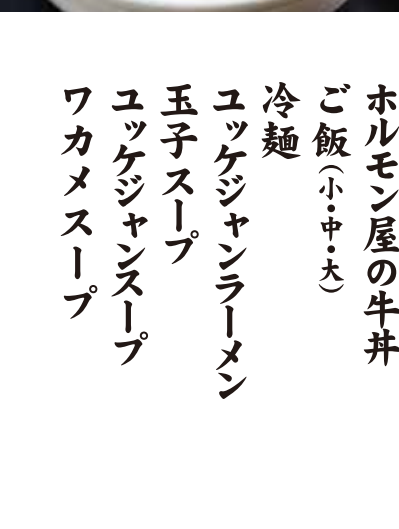 ホルモン屋の牛丼
ご飯(小・中・大)
冷麺
ユッケジャンラーメン
玉子スープ
ユッケジャンスープ
ワカメスープ